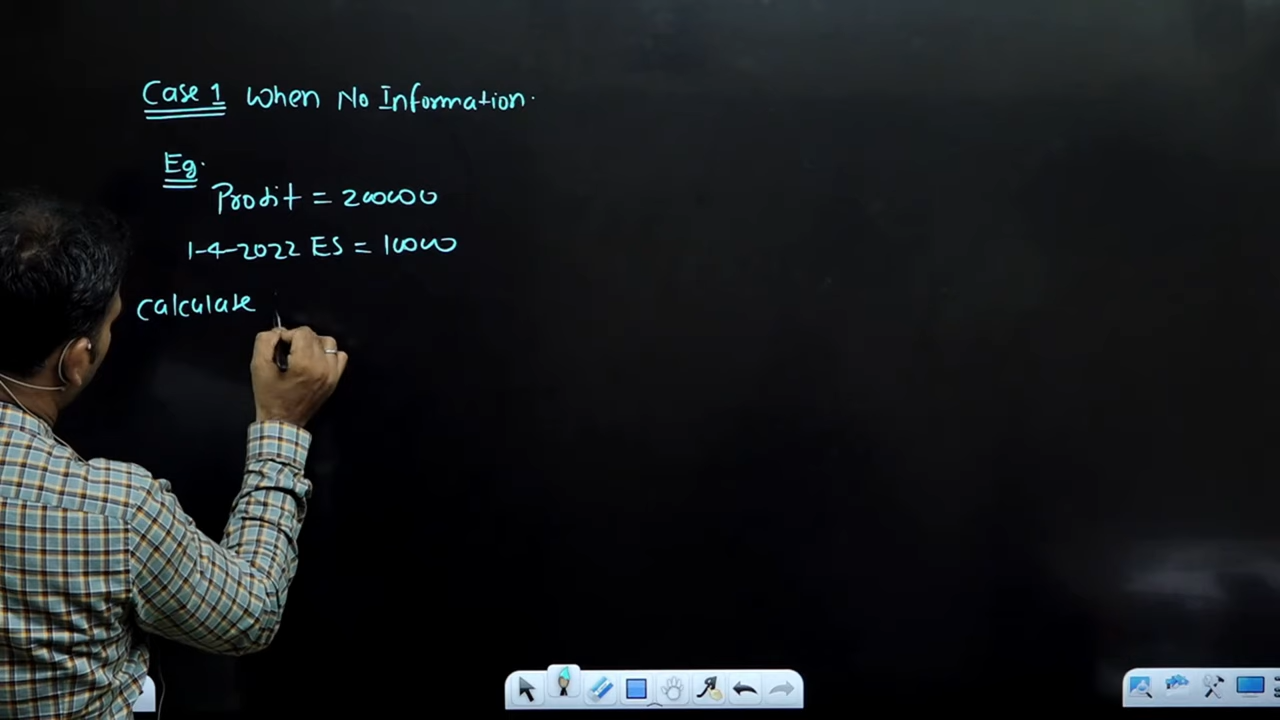 Case 1 When No Information.
Eg.
Profit = 200000
1-4-2022 ES = 10000
Calculate